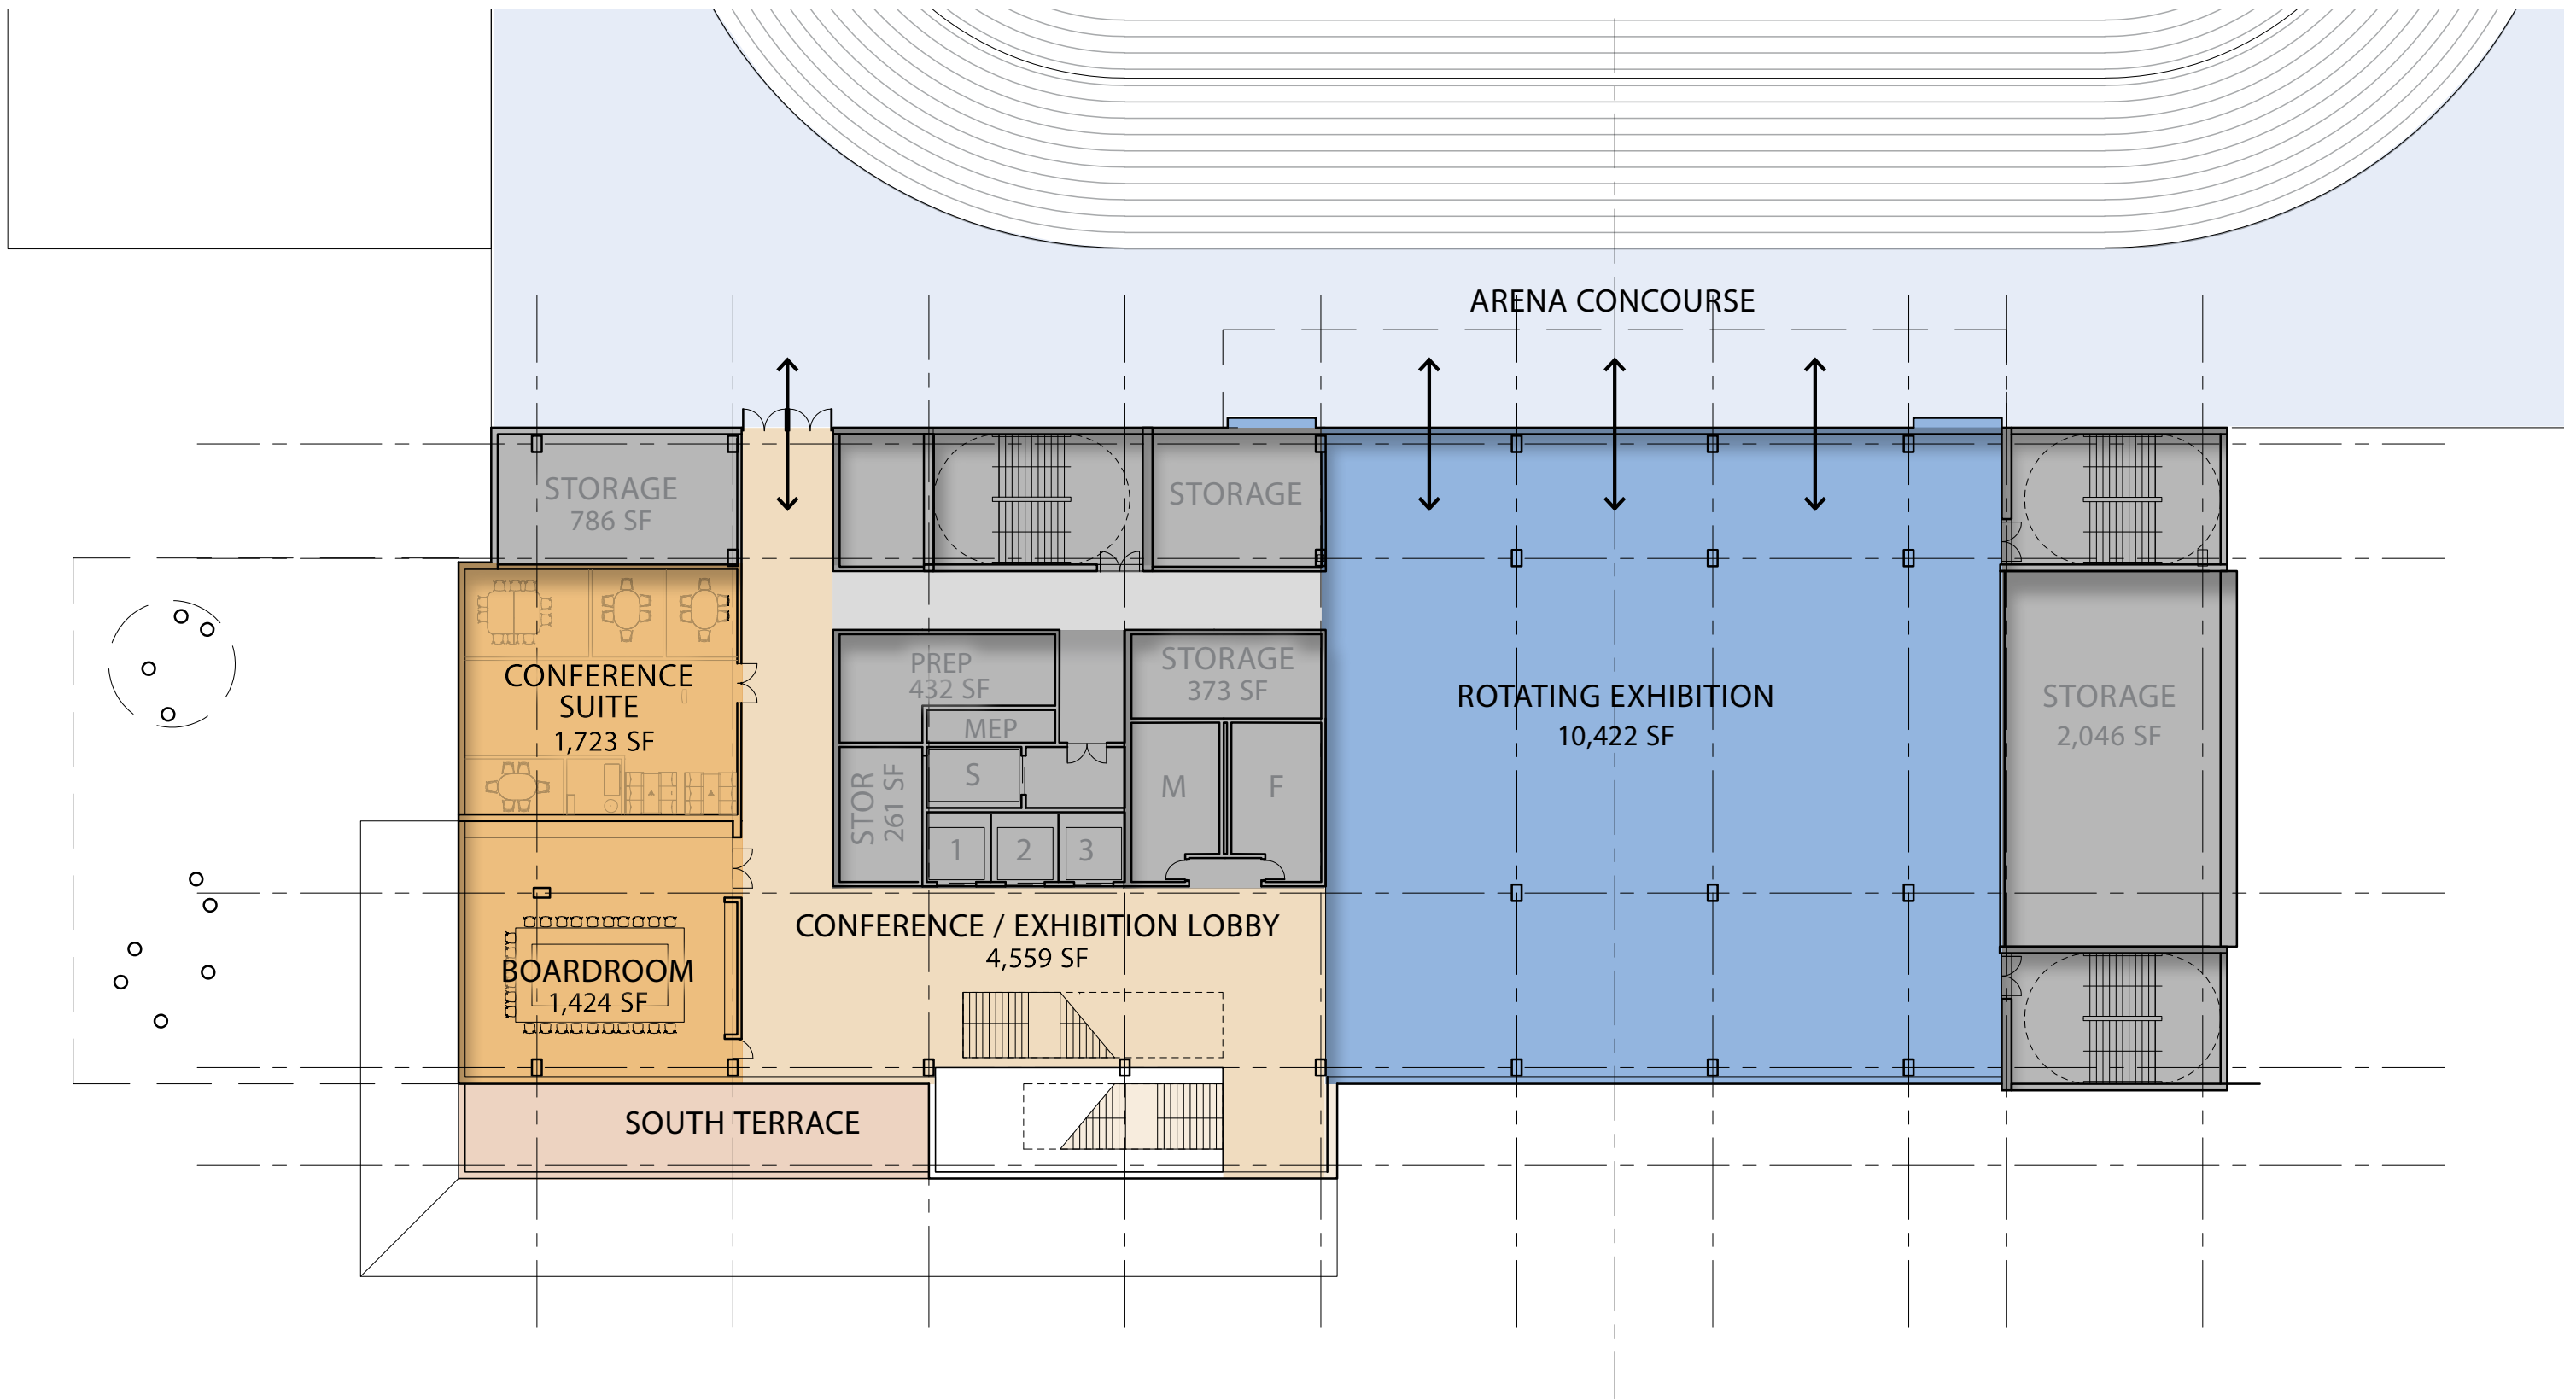 ARENA CONCOURSE
STORAGE
786 SF
STORAGE
CONFERENCE
SUITE
1,723 SF
PREP
432 SF
MEP
STORAGE
373 SF
STOR
261 SF
S
M
F
1
2
3
ROTATING EXHIBITION
10,422 SF
STORAGE
2,046 SF
CONFERENCE / EXHIBITION LOBBY
4,559 SF
BOARDROOM
1,424 SF
SOUTH TERRACE